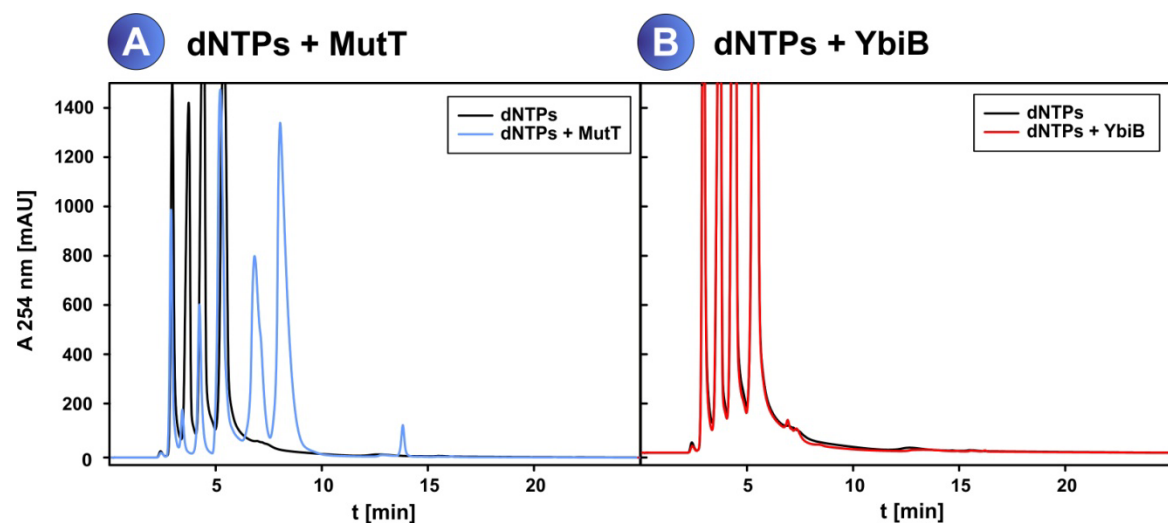 A dNTPs + MutT
B dNTPs + YbiB
dNTPs
dNTPs + MutT
dNTPs
dNTPs + YbiB
A 254 nm [mAU]
1400
1200
1000
800
600
400
200
0
5
10
15
20
t [min]
5
10
15
20
t [min]